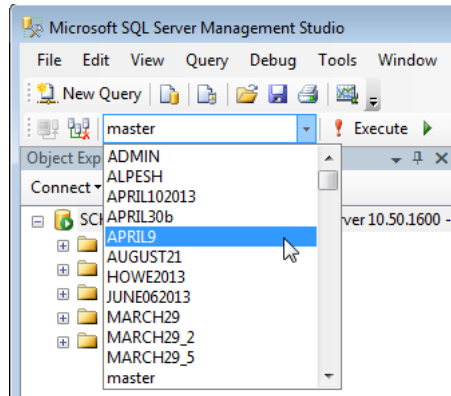 Microsoft SQL Server Management Studio
File Edit View Query Debug Tools Window
New Query
master Execute
Object Exp
Connect
ADMIN
ALPESH
APRIL102013
APRIL30b
APRIL9
AUGUST21
HOWE2013
JUNE062013
MARCH29
MARCH29_2
MARCH29_5
master
SCH ver 10.50.1600 -